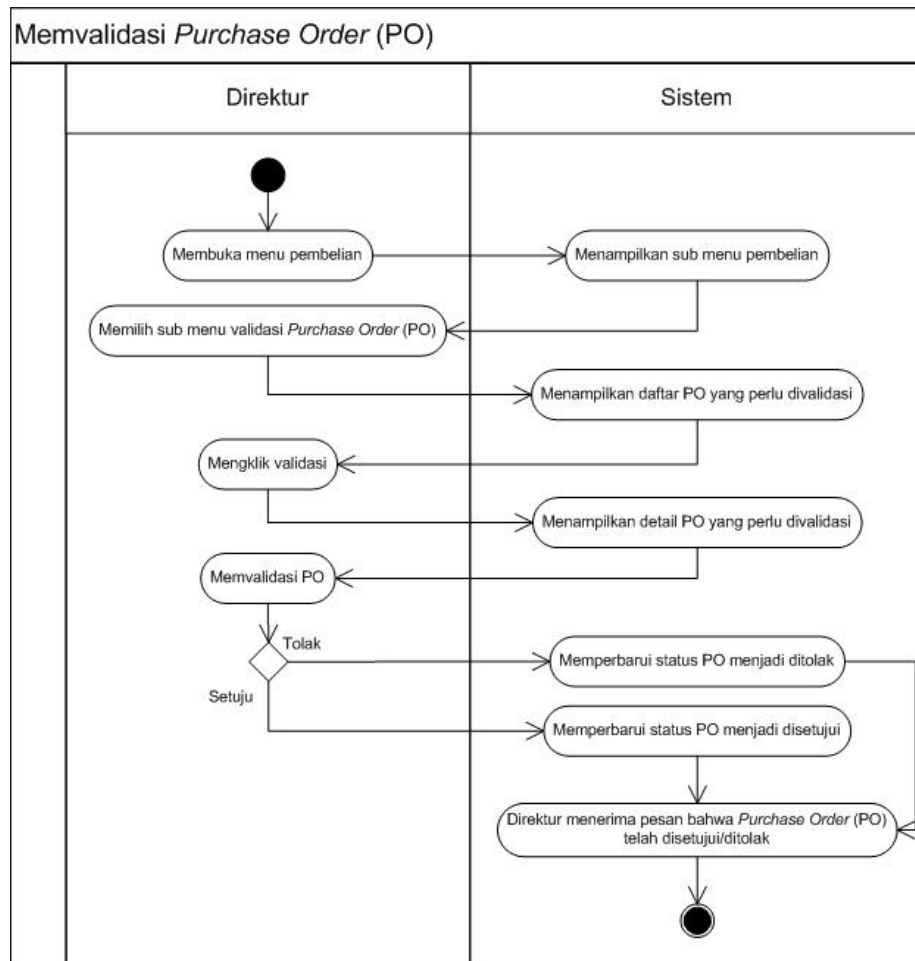 Memvalidasi Purchase Order (PO)
Direktur
Sistem
Membuka menu pembelian
Menampilkan sub menu pembelian
Memilih sub menu validasi Purchase Order (PO)
Menampilkan daftar PO yang perlu divalidasi
Mengklik validasi
Menampilkan detail PO yang perlu divalidasi
Memvalidasi PO
Tolak
Memperbarui status PO menjadi ditolak
Setuju
Memperbarui status PO menjadi disetujui
Direktur menerima pesan bahwa Purchase Order (PO)
telah disetujui/ditolak